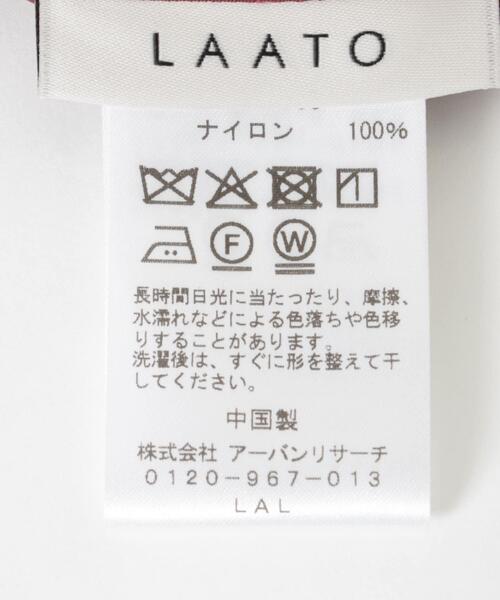 LAATO
ナイロン 100%
F W
長時間日光に当たったり、摩擦、
水濡れなどによる色落ちや色移
りすることがあります。
洗濯後は、すぐに形を整えて干
してください。
中国製
株式会社 アーバンリサーチ
0120-967-013
LAL